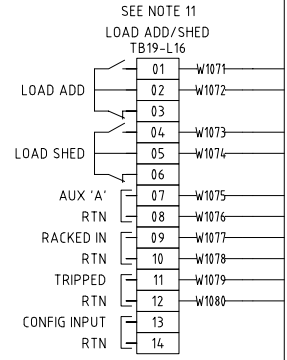 SEE NOTE 11
LOAD ADD/SHED
TB19-L16
01 W1071
LOAD ADD 02 W1072
03
04 W1073
LOAD SHED 05 W1074
06
AUX 'A' 07 W1075
RTN 08 W1076
RACKED IN 09 W1077
RTN 10 W1078
TRIPPED 11 W1079
RTN 12 W1080
CONFIG INPUT 13
RTN 14